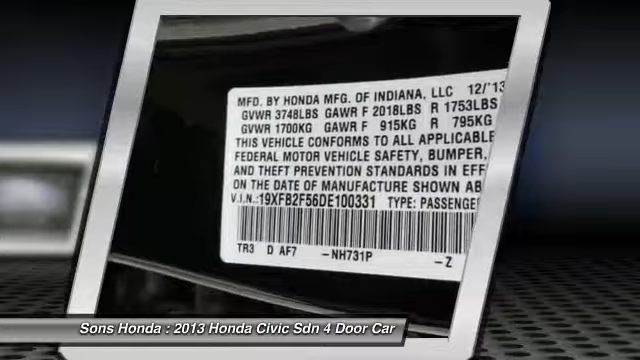 MFD. BY HONDA MFG. OF INDIANA, LLC 12/'13
GVWR 3748LBS GAWR F 2018LBS R 1753LBS
GVWR 1700KG GAWR F 915KG R 795KG
THIS VEHICLE CONFORMS TO ALL APPLICABLE
FEDERAL MOTOR VEHICLE SAFETY, BUMPER,
AND THEFT PREVENTION STANDARDS IN EFF
ON THE DATE OF MANUFACTURE SHOWN AB
V.I.N.:19XFB2F56DE100331 TYPE: PASSENGE
TR3 D AF7 -NH731P -Z
Sons Honda : 2013 Honda Civic Sdn 4 Door Car